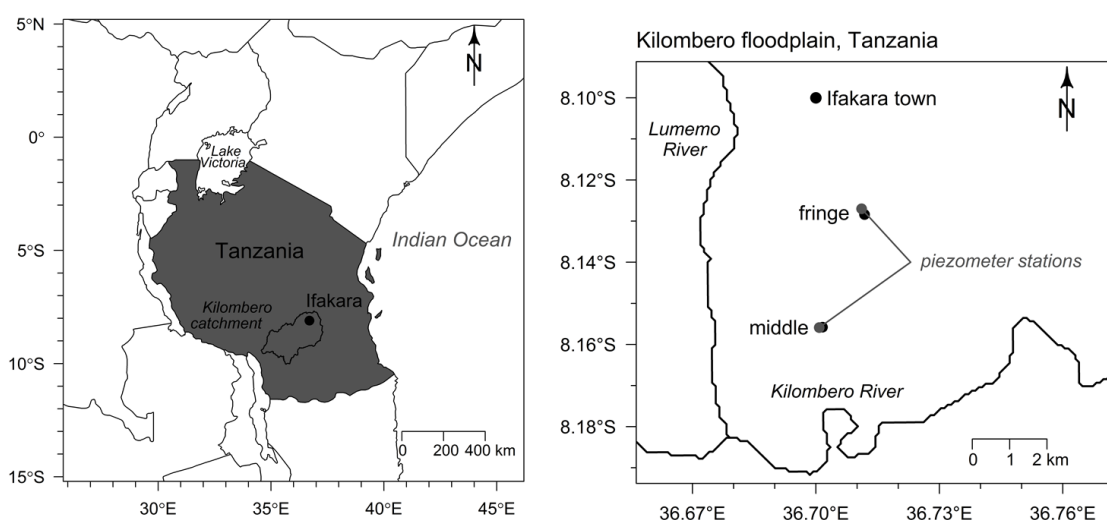 5°N
0°
5°S
10°S
15°S
30°E
35°E
40°E
45°E
N
Lake
Victoria
Tanzania
Indian Ocean
Ifakara
Kilombero
catchment
0 200 400 km
Kilombero floodplain, Tanzania
8.10°S
8.12°S
8.14°S
8.16°S
8.18°S
36.67°E
36.70°E
36.73°E
36.76°E
N
Ifakara town
Lumemo
River
fringe
piezometer stations
middle
Kilombero River
0 1 2 km